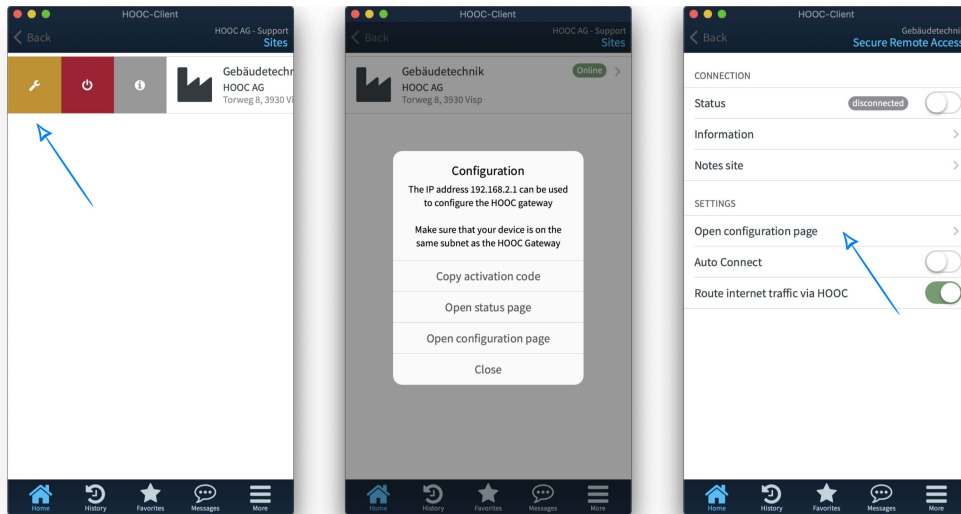 HOOC-Client
Back
HOOC AG - Support
Sites
Gebäudetechn
HOOC AG
Torweg 8, 3930 Vi
Home
History
Favorites
Messages
More
HOOC-Client
Back
HOOC AG - Support
Sites
Gebäudetechnik
Online
HOOC AG
Torweg 8, 3930 Visp
Configuration
The IP address 192.168.2.1 can be used
to configure the HOOC gateway
Make sure that your device is on the
same subnet as the HOOC Gateway
Copy activation code
Open status page
Open configuration page
Close
Home
History
Favorites
Messages
More
HOOC-Client
Back
Gebäudetechni
Secure Remote Access
CONNECTION
Status
disconnected
Information
Notes site
SETTINGS
Open configuration page
Auto Connect
Route internet traffic via HOOC
Home
History
Favorites
Messages
More